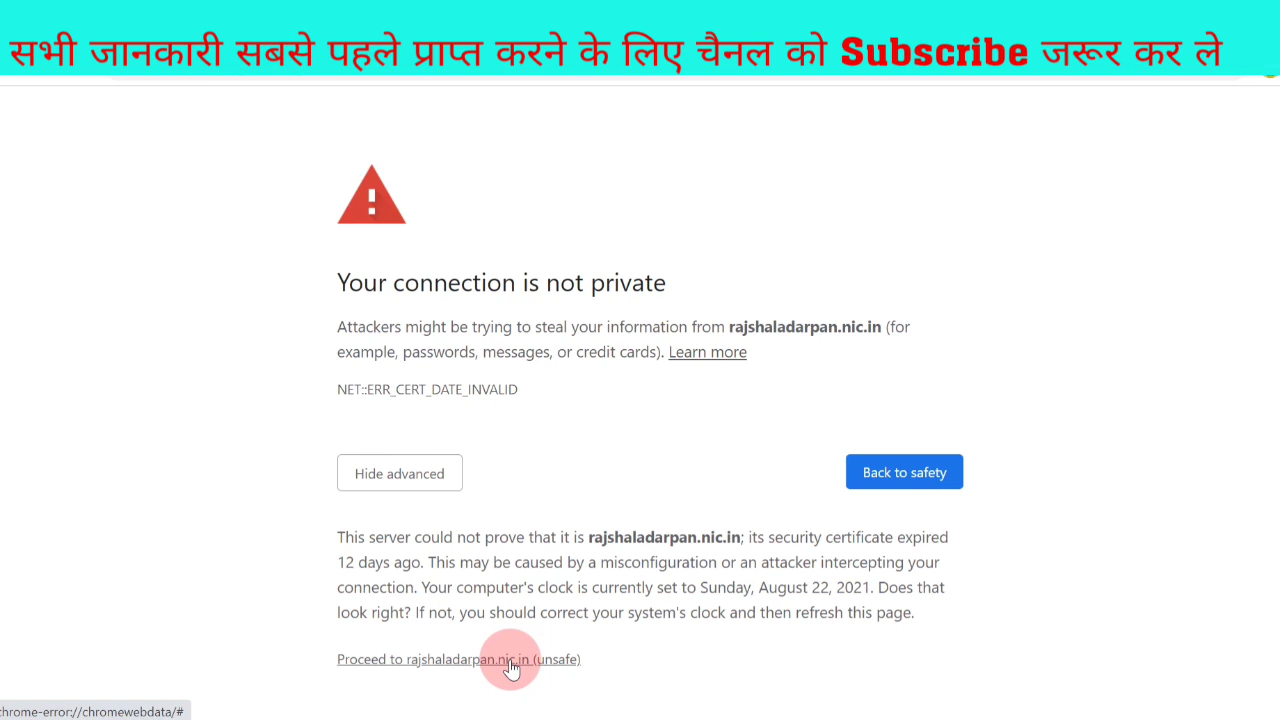 सभी जानकारी सबसे पहले प्राप्त करने के लिए चैनल को Subscribe जरूर कर ले
Your connection is not private
Attackers might be trying to steal your information from rajshaladarpan.nic.in (for
example, passwords, messages, or credit cards). Learn more
NET::ERR_CERT_DATE_INVALID
Hide advanced
Back to safety
This server could not prove that it is rajshaladarpan.nic.in; its security certificate expired
12 days ago. This may be caused by a misconfiguration or an attacker intercepting your
connection. Your computer's clock is currently set to Sunday, August 22, 2021. Does that
look right? If not, you should correct your system's clock and then refresh this page.
Proceed to rajshaladarpan.nic.in (unsafe)
hrome-error://chromewebdata/#